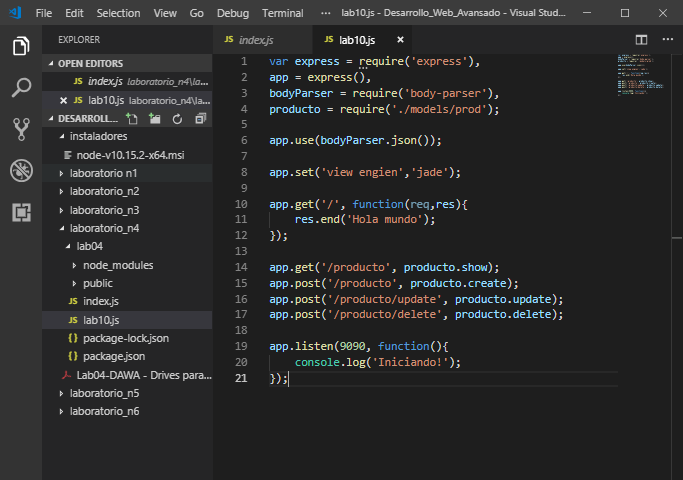 File Edit Selection View Go Debug Terminal ··· lab10.js - Desarrollo_Web_Avansado - Visual Stud...
EXPLORER
OPEN EDITORS
JS index.js laboratorio_n4\la...
JS lab10.js laboratorio_n4\la...
DESARROLL...
instaladores
node-v10.15.2-x64.msi
laboratorio n1
laboratorio_n2
laboratorio_n3
laboratorio_n4
lab04
node_modules
public
JS index.js
JS lab10.js
{} package-lock.json
{} package.json
Lab04-DAWA - Drives para...
laboratorio_n5
laboratorio_n6
JS index.js JS lab10.js ···
1 var express = require('express'),
2 app = express(),
3 bodyParser = require('body-parser'),
4 producto = require('./models/prod');
5
6 app.use(bodyParser.json());
7
8 app.set('view engien','jade');
9
10 app.get('/', function(req,res){
11 res.end('Hola mundo');
12 });
13
14 app.get('/producto', producto.show);
15 app.post('/producto', producto.create);
16 app.post('/producto/update', producto.update);
17 app.post('/producto/delete', producto.delete);
18
19 app.listen(9090, function(){
20 console.log('Iniciando!');
21 });